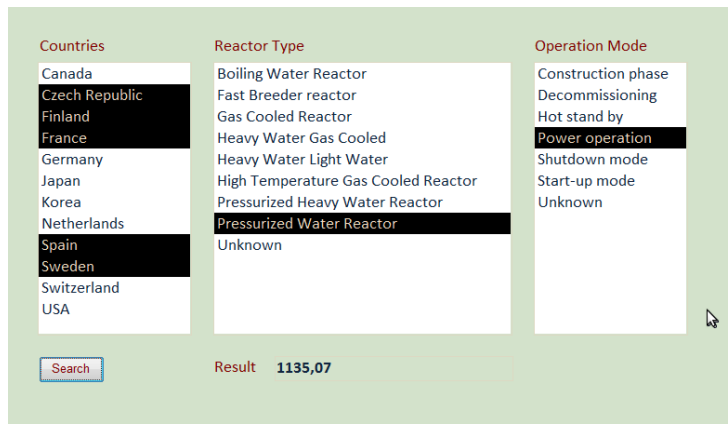 Countries
Canada
Czech Republic
Finland
France
Germany
Japan
Korea
Netherlands
Spain
Sweden
Switzerland
USA
Reactor Type
Boiling Water Reactor
Fast Breeder reactor
Gas Cooled Reactor
Heavy Water Gas Cooled
Heavy Water Light Water
High Temperature Gas Cooled Reactor
Pressurized Heavy Water Reactor
Pressurized Water Reactor
Unknown
Operation Mode
Construction phase
Decommissioning
Hot stand by
Power operation
Shutdown mode
Start-up mode
Unknown
Search
Result 1135,07